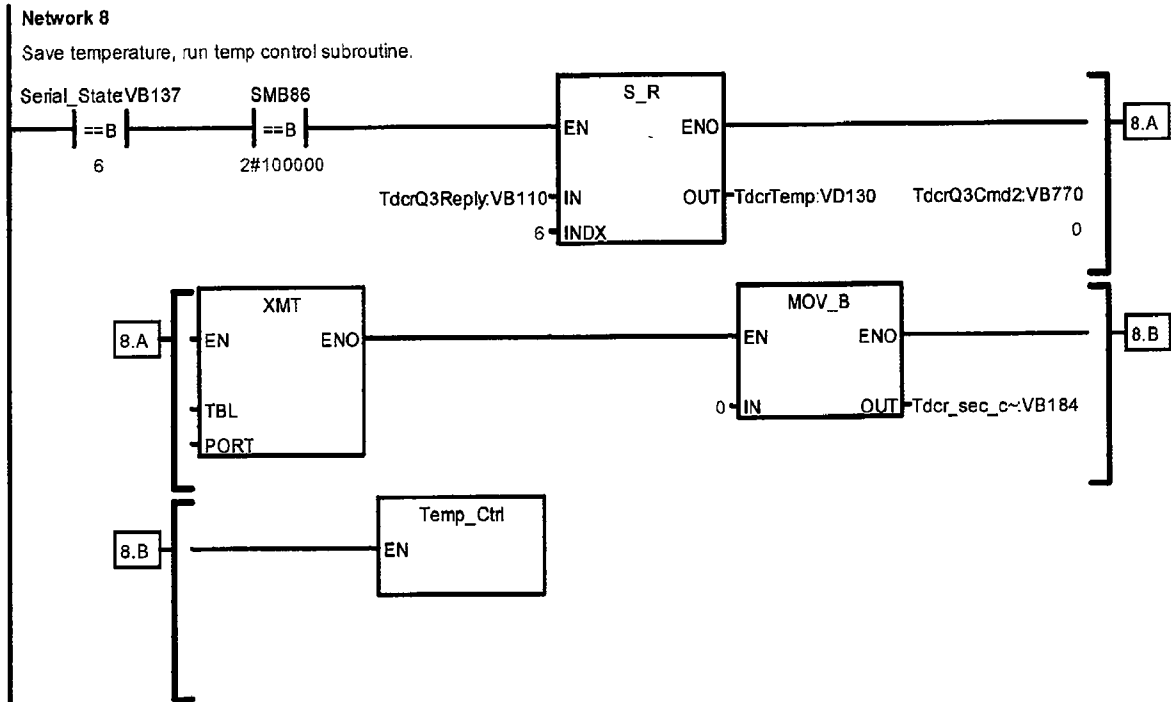 Network 8
Save temperature, run temp control subroutine.
Serial_State:VB137
SMB86
==B
==B
6
2#100000
S_R
EN
ENO
8.A
TdcrQ3Reply:VB110
IN
OUT
TdcrTemp:VD130
TdcrQ3Cmd2:VB770
6
INDX
0
XMT
MOV_B
8.A
EN
ENO
EN
ENO
8.B
TBL
0
IN
OUT
Tdcr_sec_c~:VB184
PORT
Temp_Ctrl
8.B
EN